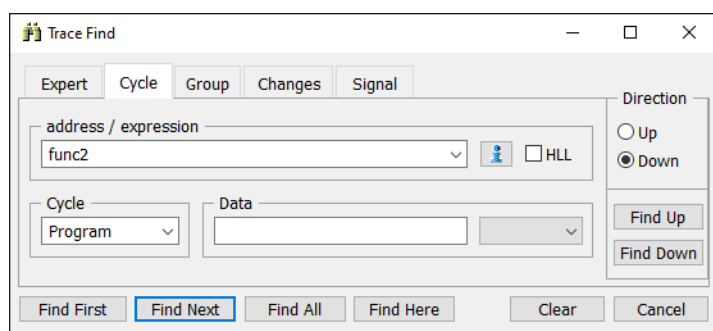 Trace Find
Expert Cycle Group Changes Signal
Direction
address / expression
Up
func2 HLL
Down
Cycle Data
Program
Find Up
Find Down
Find First Find Next Find All Find Here Clear Cancel